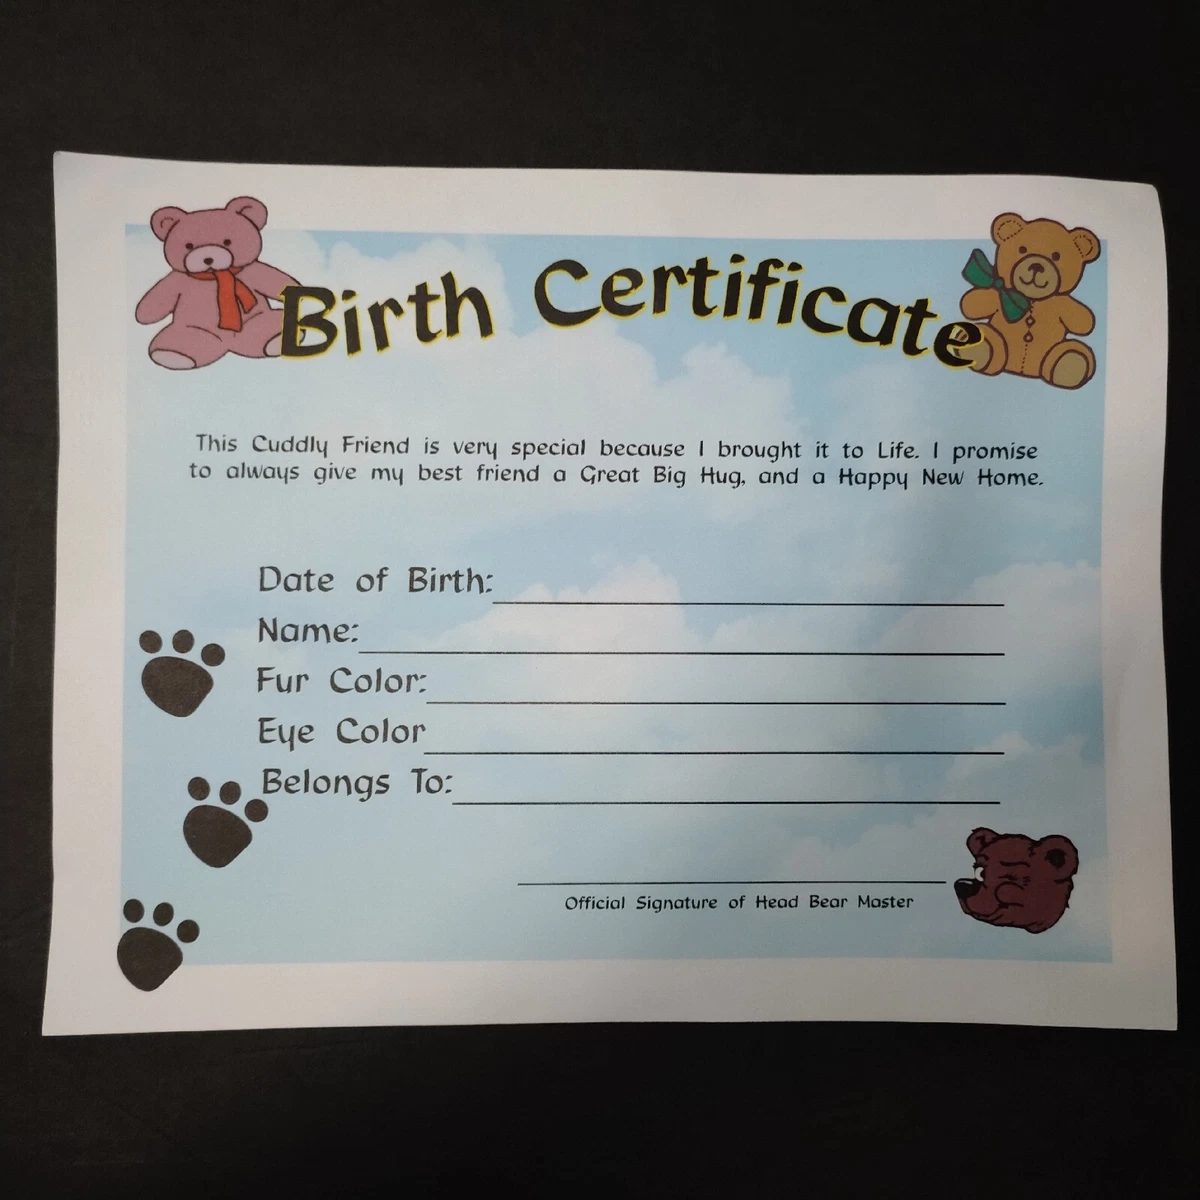 Birth Certificate
This Cuddly Friend is very special because I brought it to Life. I promise
to always give my best friend a Great Big Hug, and a Happy New Home.
Date of Birth:
Name:
Fur Color:
Eye Color
Belongs To:
Official Signature of Head Bear Master